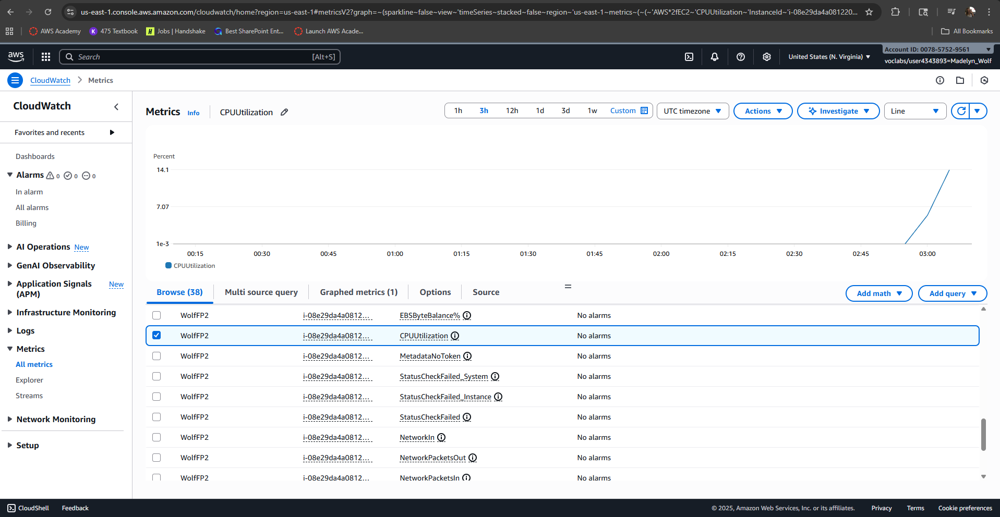 us-east-1.console.aws.amazon.com/cloudwatch/home?region=us-east-1#metricsV2?graph=~(sparkline~false~view~'timeSeries~stacked~false~region~'us-east-1~metrics~(~(~'AWS*2fEC2~'CPUUtilization~'InstanceId~'i-08e29da4a081220...
AWS Academy
K 475 Textbook
H Jobs | Handshake
Best SharePoint Ent...
Launch AWS Acade...
All Bookmarks
aws
Search [Alt+S]
United States (N. Virginia)
Account ID: 0078-5752-9561
voclabs/user4343893=Madelyn_Wolf
CloudWatch
Metrics
CloudWatch
Favorites and recents
Dashboards
Alarms 0 0 0
In alarm
All alarms
Billing
AI Operations New
GenAI Observability
Application Signals (APM) New
Infrastructure Monitoring
Logs
Metrics
All metrics
Explorer
Streams
Network Monitoring
Setup
Metrics Info CPUUtilization
1h 3h 12h 1d 3d 1w Custom
UTC timezone
Actions
Investigate
Line
Percent
14.1
7.07
1e-3
00:15 00:30 00:45 01:00 01:15 01:30 01:45 02:00 02:15 02:30 02:45 03:00
CPUUtilization
Browse (38) Multi source query Graphed metrics (1) Options Source
Add math
Add query
WolfFP2 i-08e29da4a0812... EBSByteBalance% No alarms
WolfFP2 i-08e29da4a0812... CPUUtilization No alarms
WolfFP2 i-08e29da4a0812... MetadataNoToken No alarms
WolfFP2 i-08e29da4a0812... StatusCheckFailed_System No alarms
WolfFP2 i-08e29da4a0812... StatusCheckFailed_Instance No alarms
WolfFP2 i-08e29da4a0812... StatusCheckFailed No alarms
WolfFP2 i-08e29da4a0812... NetworkIn No alarms
WolfFP2 i-08e29da4a0812... NetworkPacketsOut No alarms
WolfFP2 i-08e29da4a0812... NetworkPacketsIn No alarms
CloudShell Feedback
© 2025, Amazon Web Services, Inc. or its affiliates. Privacy Terms Cookie preferences